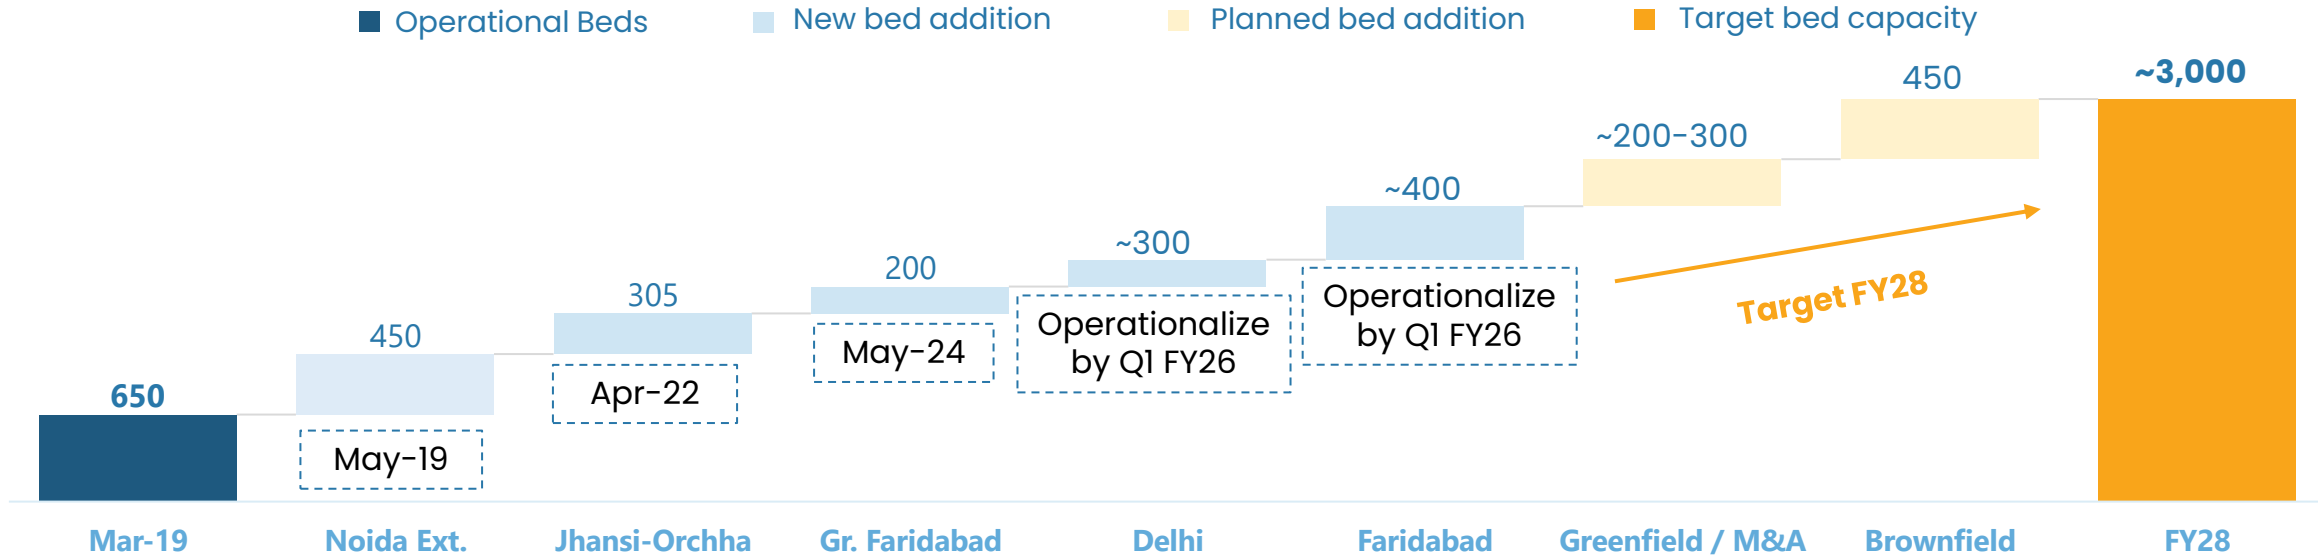 Operational Beds
New bed addition
Planned bed addition
Target bed capacity
650
450
305
200
~300
~400
~200-300
450
~3,000
May-19
Apr-22
May-24
Operationalize
by Q1 FY26
Operationalize
by Q1 FY26
Target FY28
Mar-19
Noida Ext.
Jhansi-Orchha
Gr. Faridabad
Delhi
Faridabad
Greenfield / M&A
Brownfield
FY28